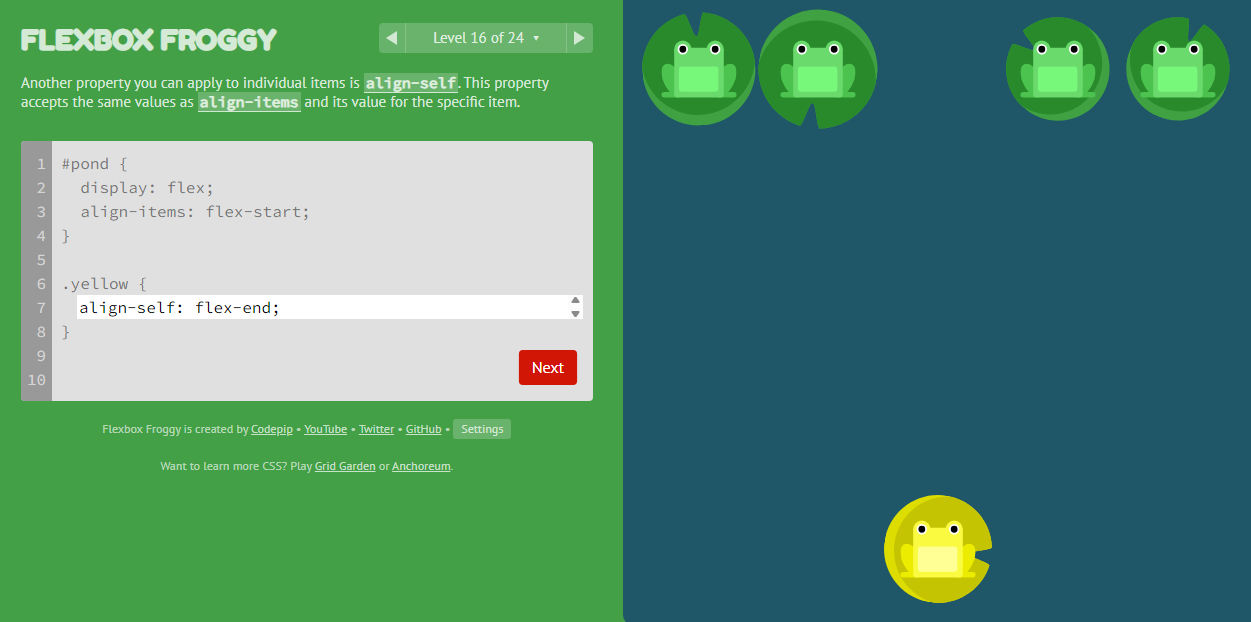 FLEXBOX FROGGY
Level 16 of 24
Another property you can apply to individual items is align-self. This property
accepts the same values as align-items and its value for the specific item.
1 #pond {
2 display: flex;
3 align-items: flex-start;
4 }
5
6 .yellow {
7 align-self: flex-end;
8 }
9
10
Next
Flexbox Froggy is created by Codepip • YouTube • Twitter • GitHub • Settings
Want to learn more CSS? Play Grid Garden or Anchoreum.